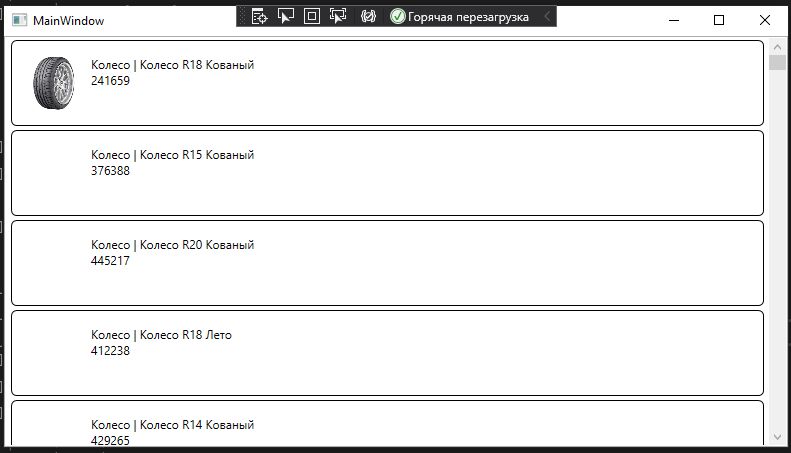 MainWindow
Горячая перезагрузка
Колесо | Колесо R18 Кованый
241659
Колесо | Колесо R15 Кованый
376388
Колесо | Колесо R20 Кованый
445217
Колесо | Колесо R18 Лето
412238
Колесо | Колесо R14 Кованый
429265